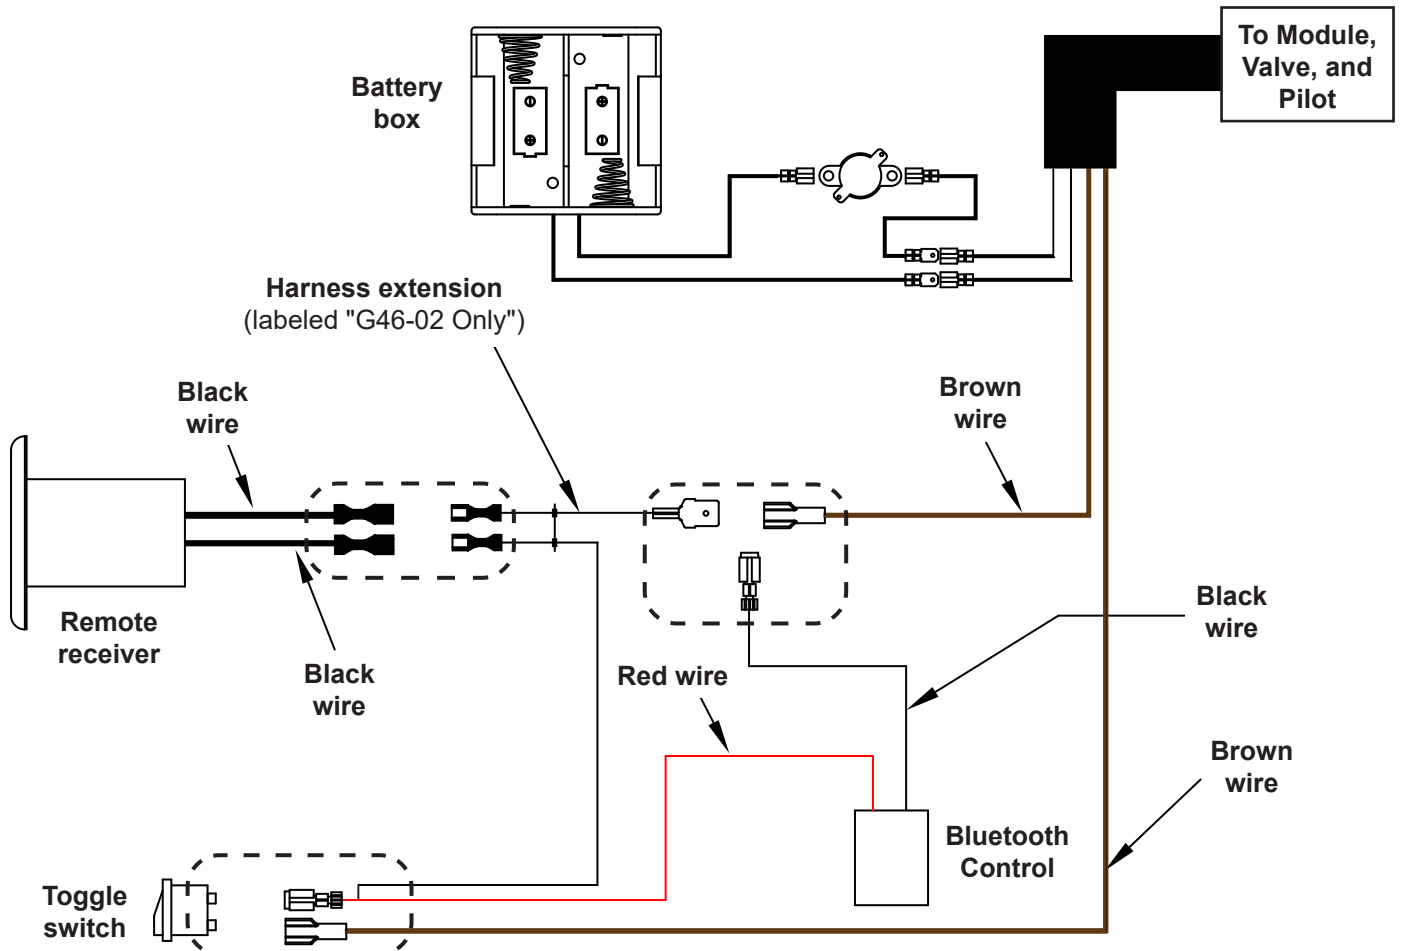 To Module,
Valve, and
Pilot
Battery
box
Harness extension
(labeled "G46-02 Only")
Black
wire
Brown
wire
Remote
receiver
Black
wire
Red wire
Black
wire
Brown
wire
Bluetooth
Control
Toggle
switch